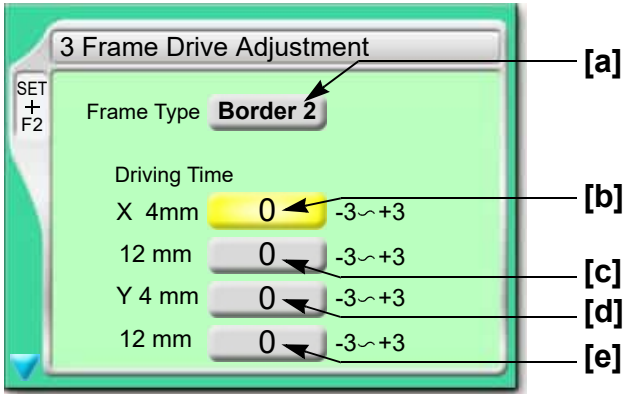 3 Frame Drive Adjustment
[a]
SET
+
F2
Frame Type Border 2
Driving Time
X 4mm 0 -3～+3
[b]
12 mm 0 -3～+3
[c]
Y 4 mm 0 -3～+3
[d]
12 mm 0 -3～+3
[e]